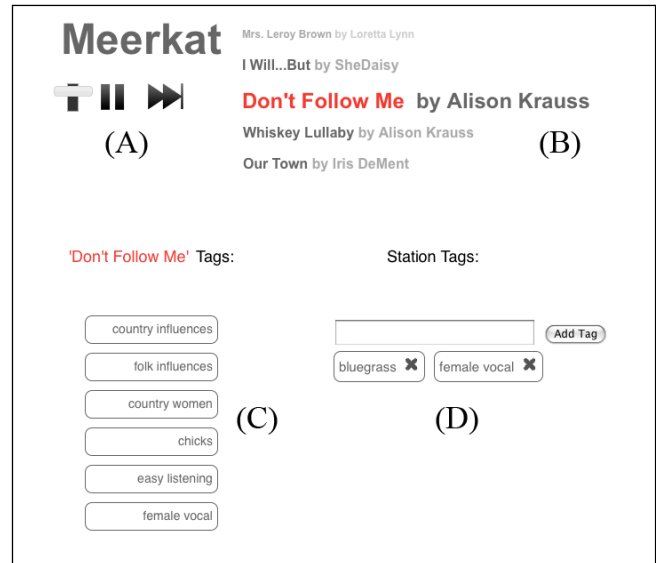 Meerkat
(A)
Mrs. Leroy Brown by Loretta Lynn
I Will...But by SheDaisy
Don't Follow Me by Alison Krauss
Whiskey Lullaby by Alison Krauss
(B)
Our Town by Iris DeMent
'Don't Follow Me' Tags:
country influences
folk influences
country women
(C)
chicks
easy listening
female vocal
Station Tags:
Add Tag
bluegrass ✖ female vocal ✖
(D)